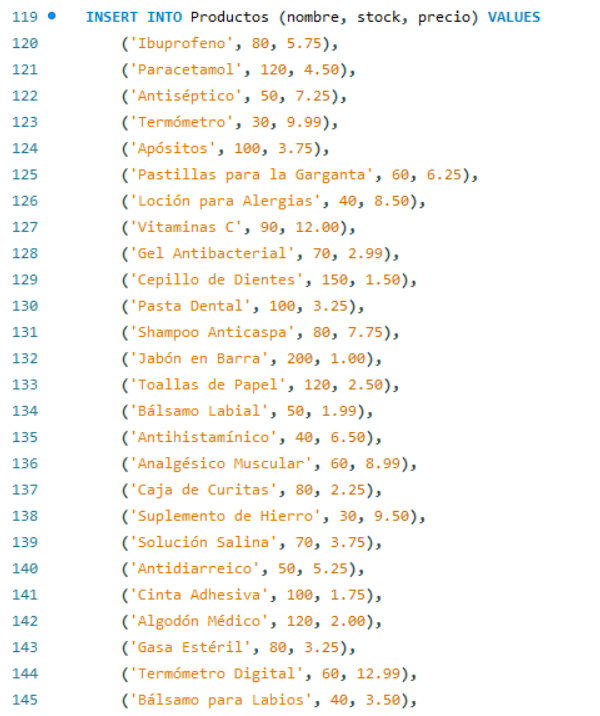 119 INSERT INTO Productos (nombre, stock, precio) VALUES
120 ('Ibuprofeno', 80, 5.75),
121 ('Paracetamol', 120, 4.50),
122 ('Antiséptico', 50, 7.25),
123 ('Termómetro', 30, 9.99),
124 ('Apósitos', 100, 3.75),
125 ('Pastillas para la Garganta', 60, 6.25),
126 ('Loción para Alergias', 40, 8.50),
127 ('Vitaminas C', 90, 12.00),
128 ('Gel Antibacterial', 70, 2.99),
129 ('Cepillo de Dientes', 150, 1.50),
130 ('Pasta Dental', 100, 3.25),
131 ('Shampoo Anticaspa', 80, 7.75),
132 ('Jabón en Barra', 200, 1.00),
133 ('Toallas de Papel', 120, 2.50),
134 ('Bálsamo Labial', 50, 1.99),
135 ('Antihistamínico', 40, 6.50),
136 ('Analgésico Muscular', 60, 8.99),
137 ('Caja de Curitas', 80, 2.25),
138 ('Suplemento de Hierro', 30, 9.50),
139 ('Solución Salina', 70, 3.75),
140 ('Antidiarreico', 50, 5.25),
141 ('Cinta Adhesiva', 100, 1.75),
142 ('Algodón Médico', 120, 2.00),
143 ('Gasa Estéril', 80, 3.25),
144 ('Termómetro Digital', 60, 12.99),
145 ('Bálsamo para Labios', 40, 3.50),